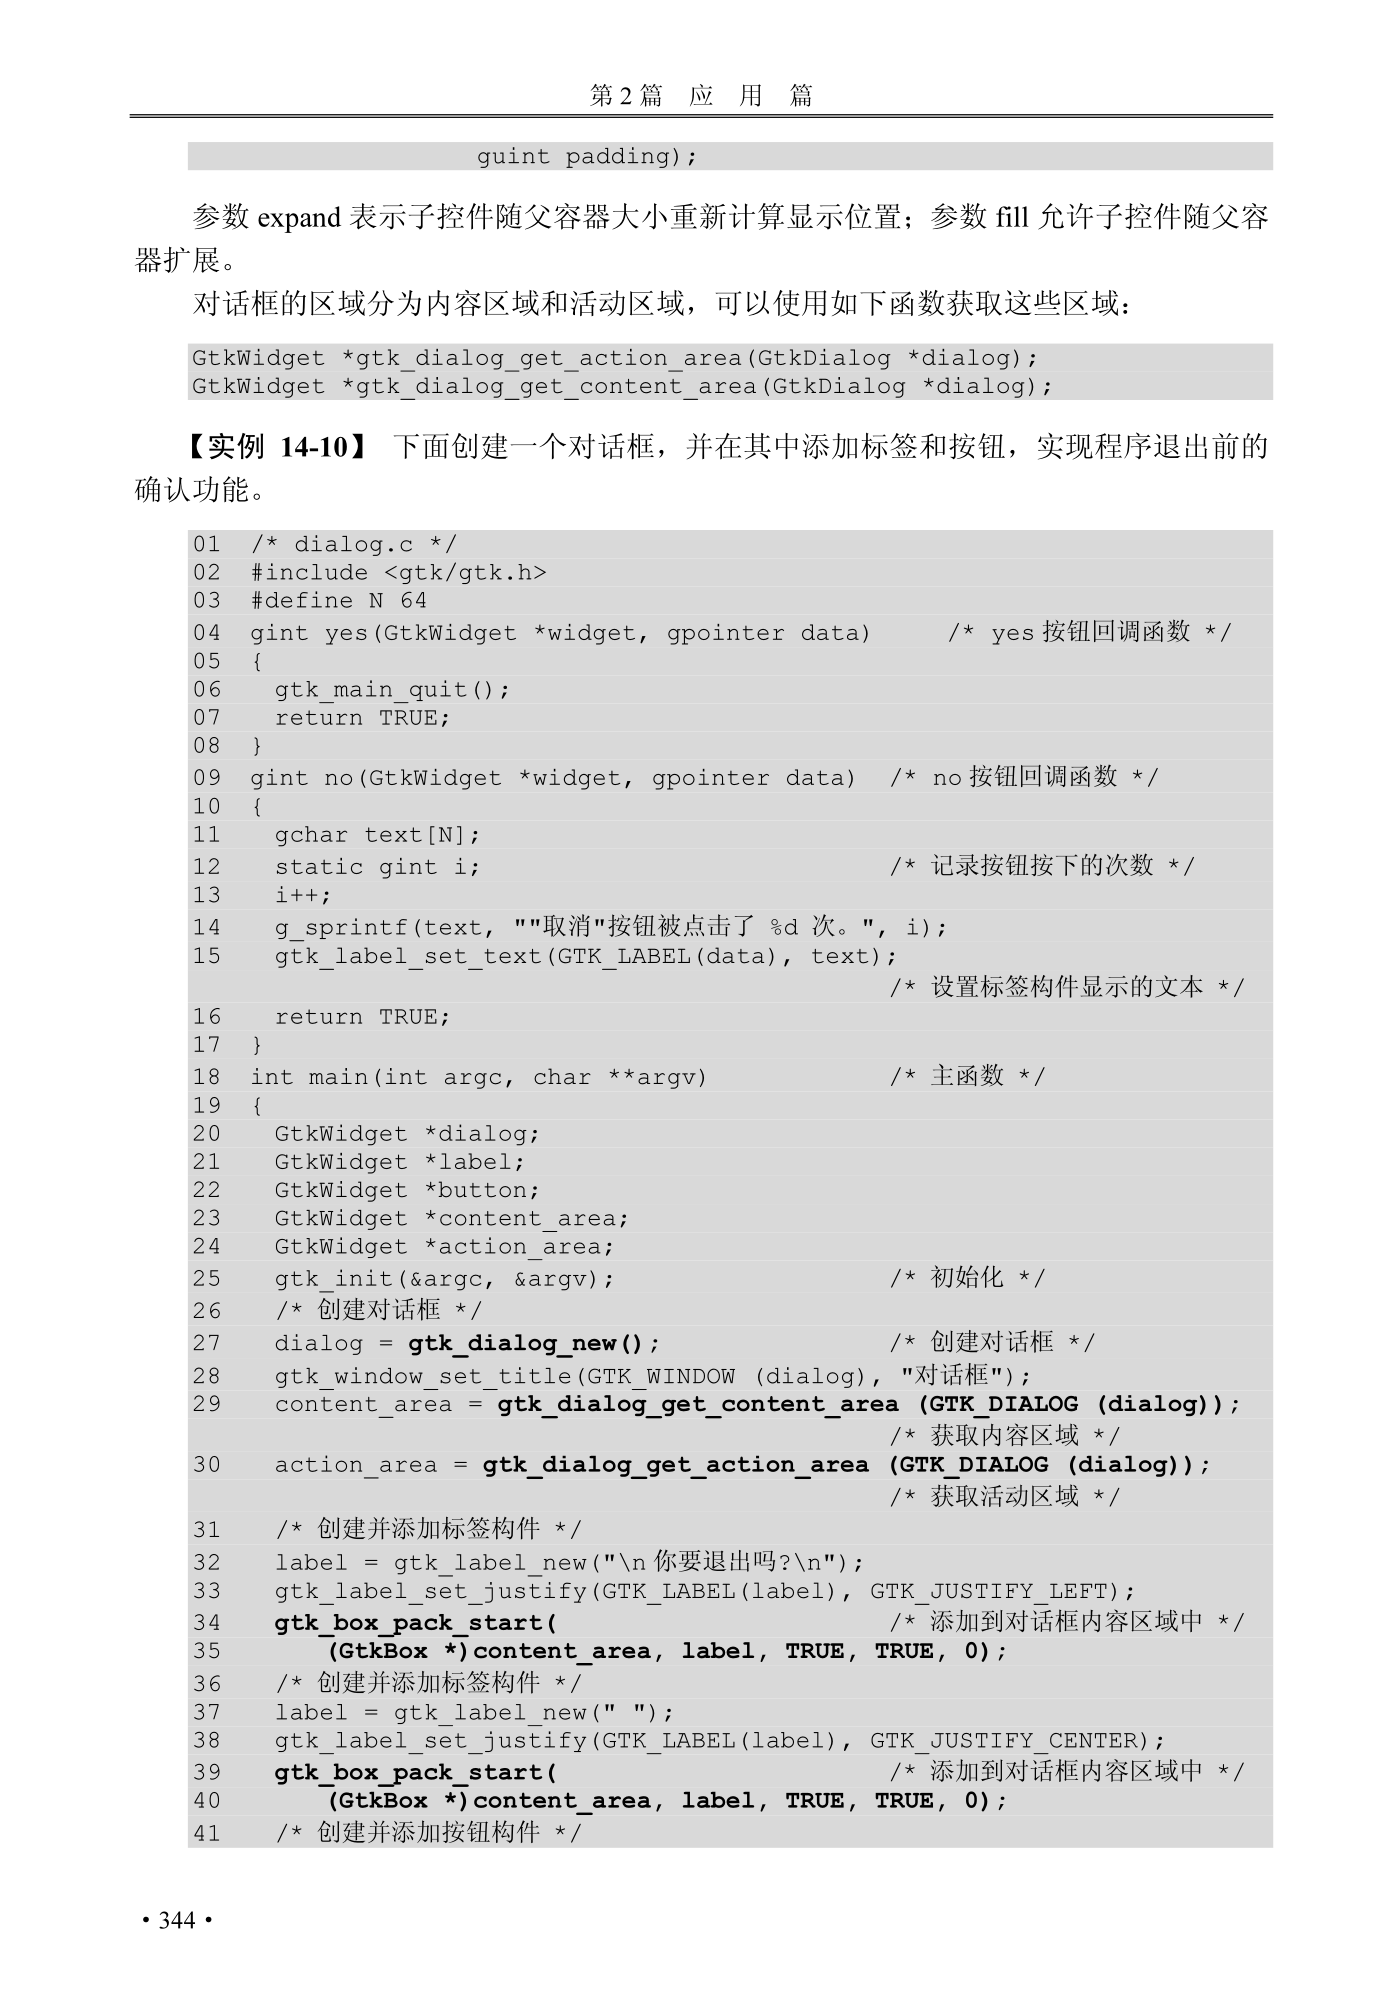 第2篇 应 用 篇
guint padding);
参数 expand 表示子控件随父容器大小重新计算显示位置；参数 fill 允许子控件随父容
器扩展。
对话框的区域分为内容区域和活动区域，可以使用如下函数获取这些区域：
GtkWidget *gtk_dialog_get_action_area(GtkDialog *dialog);
GtkWidget *gtk_dialog_get_content_area(GtkDialog *dialog);
【实例 14-10】 下面创建一个对话框，并在其中添加标签和按钮，实现程序退出前的
确认功能。
01 /* dialog.c */
02 #include <gtk/gtk.h>
03 #define N 64
04 gint yes(GtkWidget *widget, gpointer data) /* yes 按钮回调函数 */
05 {
06 gtk_main_quit();
07 return TRUE;
08 }
09 gint no(GtkWidget *widget, gpointer data) /* no 按钮回调函数 */
10 {
11 gchar text[N];
12 static gint i; /* 记录按钮按下的次数 */
13 i++;
14 g_sprintf(text, ""取消"按钮被点击了 %d 次。", i);
15 gtk_label_set_text(GTK_LABEL(data), text);
/* 设置标签构件显示的文本 */
16 return TRUE;
17 }
18 int main(int argc, char **argv) /* 主函数 */
19 {
20 GtkWidget *dialog;
21 GtkWidget *label;
22 GtkWidget *button;
23 GtkWidget *content_area;
24 GtkWidget *action_area;
25 gtk_init(&argc, &argv); /* 初始化 */
26 /* 创建对话框 */
27 dialog = gtk_dialog_new(); /* 创建对话框 */
28 gtk_window_set_title(GTK_WINDOW (dialog), "对话框");
29 content_area = gtk_dialog_get_content_area (GTK_DIALOG (dialog));
/* 获取内容区域 */
30 action_area = gtk_dialog_get_action_area (GTK_DIALOG (dialog));
/* 获取活动区域 */
31 /* 创建并添加标签构件 */
32 label = gtk_label_new("\n 你要退出吗?\n");
33 gtk_label_set_justify(GTK_LABEL(label), GTK_JUSTIFY_LEFT);
34 gtk_box_pack_start( /* 添加到对话框内容区域中 */
35 (GtkBox *)content_area, label, TRUE, TRUE, 0);
36 /* 创建并添加标签构件 */
37 label = gtk_label_new(" ");
38 gtk_label_set_justify(GTK_LABEL(label), GTK_JUSTIFY_CENTER);
39 gtk_box_pack_start( /* 添加到对话框内容区域中 */
40 (GtkBox *)content_area, label, TRUE, TRUE, 0);
41 /* 创建并添加按钮构件 */
• 344 •